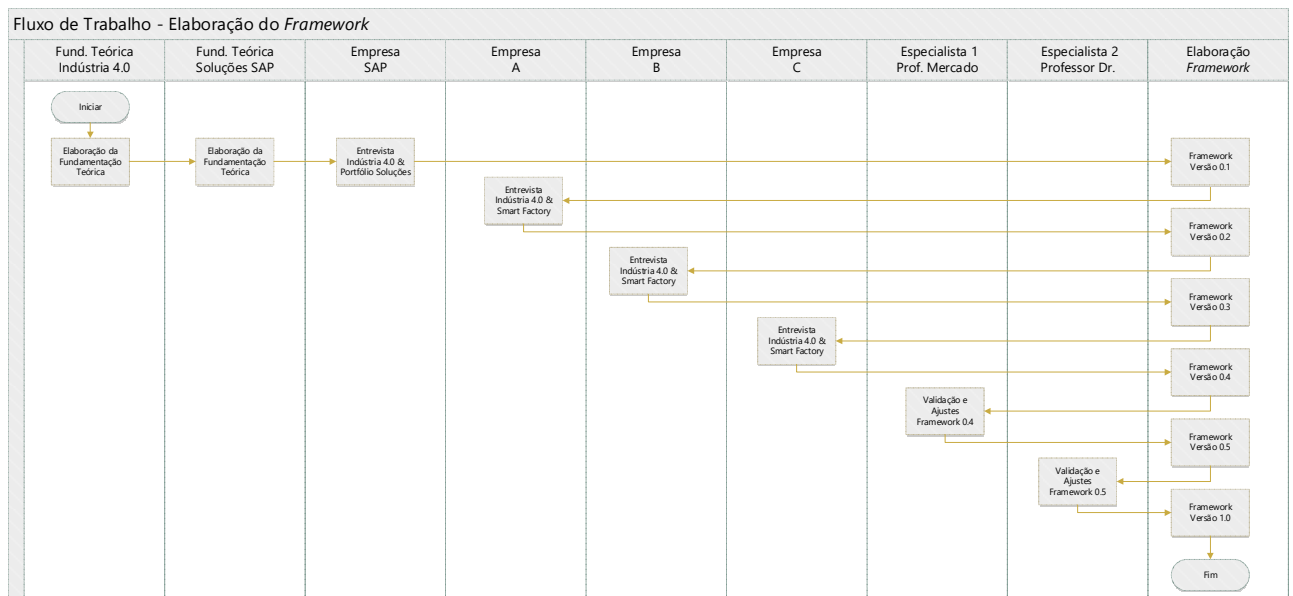 Fluxo de Trabalho - Elaboração do Framework
Fund. Teórica
Indústria 4.0
Fund. Teórica
Soluções SAP
Empresa
SAP
Empresa
A
Empresa
B
Empresa
C
Especialista 1
Prof. Mercado
Especialista 2
Professor Dr.
Elaboração
Framework
Iniciar
Elaboração da
Fundamentação
Teórica
Elaboração da
Fundamentação
Teórica
Entrevista
Indústria 4.0 &
Portfólio Soluções
Framework
Versão 0.1
Entrevista
Indústria 4.0 &
Smart Factory
Framework
Versão 0.2
Entrevista
Indústria 4.0 &
Smart Factory
Framework
Versão 0.3
Entrevista
Indústria 4.0 &
Smart Factory
Framework
Versão 0.4
Validação e
Ajustes
Framework 0.4
Framework
Versão 0.5
Validação e
Ajustes
Framework 0.5
Framework
Versão 1.0
Fim